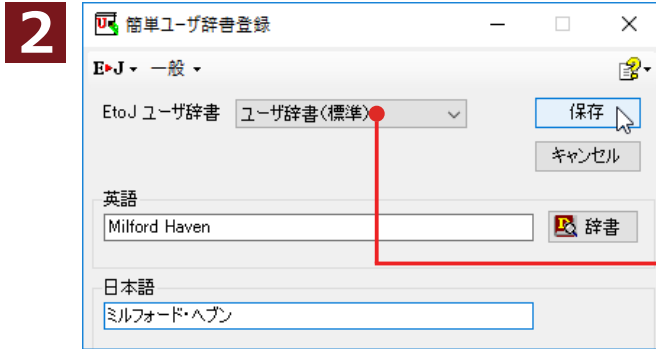 2
簡単ユーザ辞書登録
E▶J 一般
EtoJ ユーザ辞書 ユーザ辞書(標準) 保存
キャンセル
英語
Milford Haven 辞書
日本語
ミルフォード・ヘブン